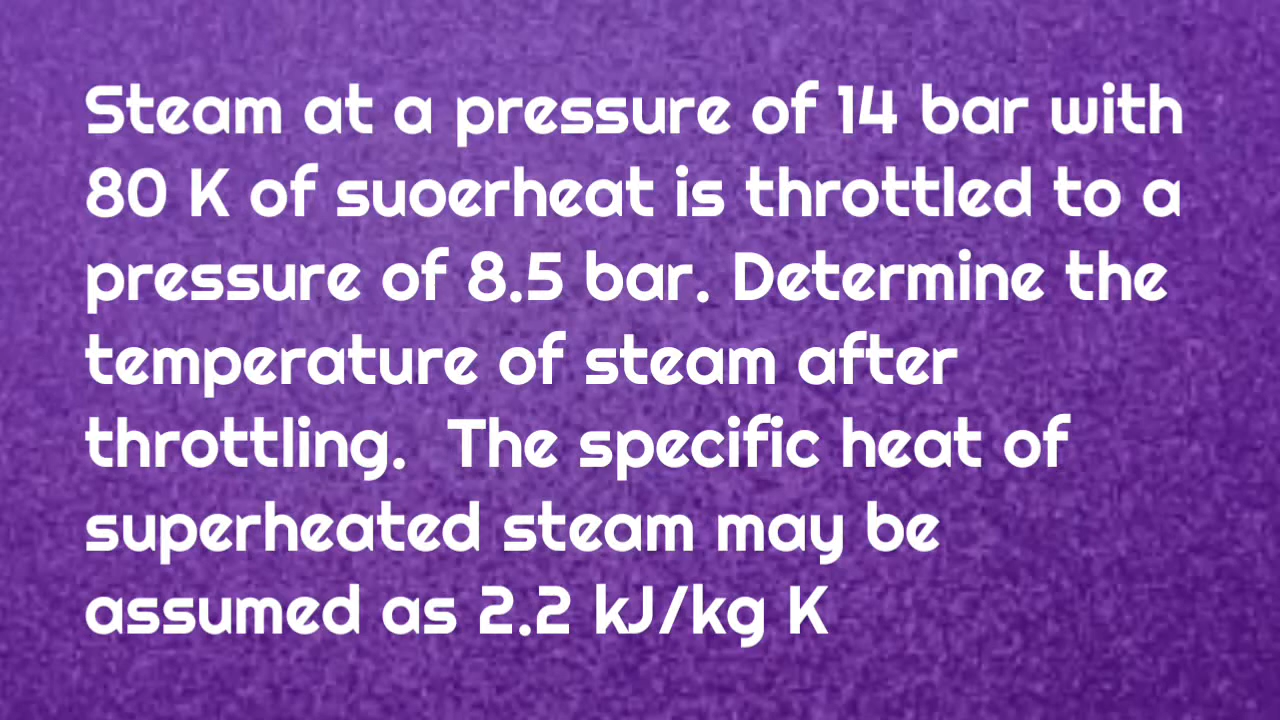 Steam at a pressure of 14 bar with
80 K of suoerheat is throttled to a
pressure of 8.5 bar. Determine the
temperature of steam after
throttling. The specific heat of
superheated steam may be
assumed as 2.2 kJ/kg K